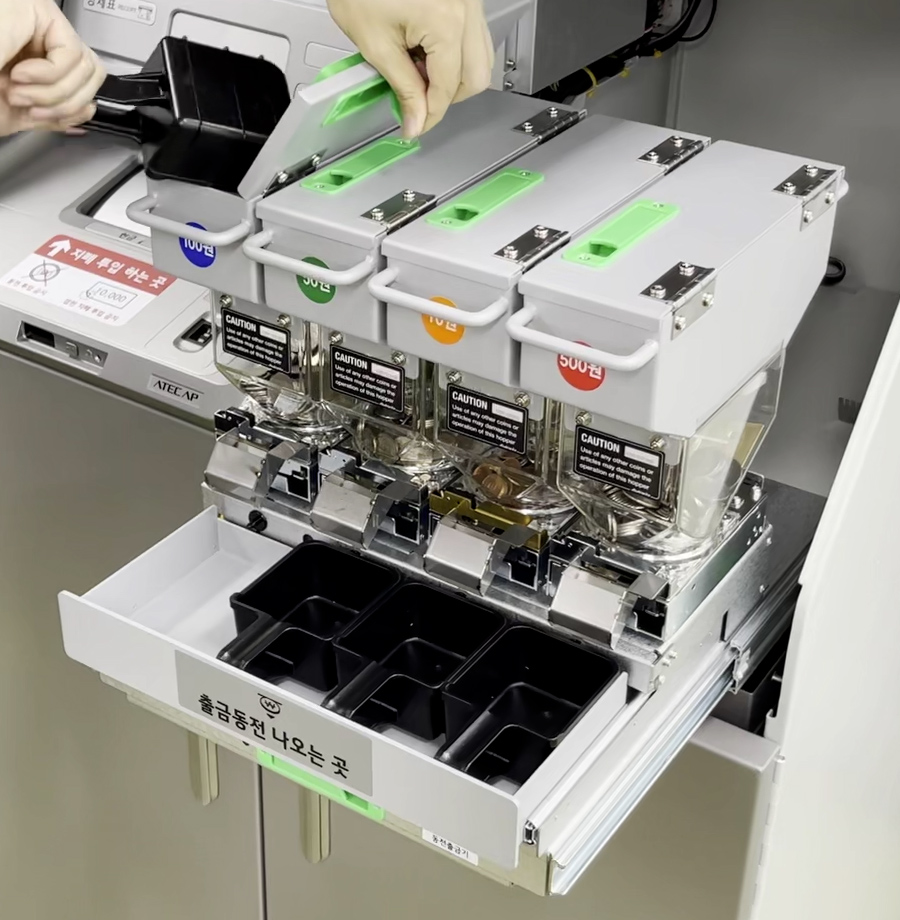 지폐 투입 하는 곳
10,000
ATEC AP
100원
50원
10원
500원
CAUTION
Use of any other coins or
articles may damage the
operation of this hopper
CAUTION
Use of any other coins or
articles may damage the
operation of this hopper
CAUTION
Use of any other coins or
articles may damage the
operation of this hopper
CAUTION
Use of any other coins or
articles may damage the
operation of this hopper
W
출금동전 나오는 곳
동전출금기